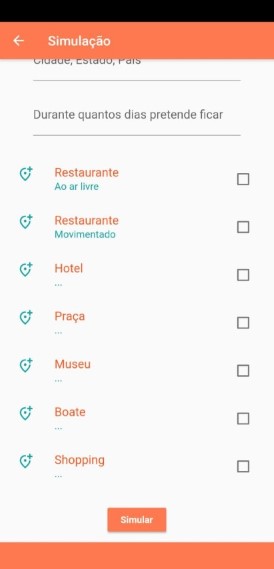 Simulação
Cidade, Estado, País
Durante quantos dias pretende ficar
Restaurante
Ao ar livre
Restaurante
Movimentado
Hotel
...
Praça
...
Museu
...
Boate
...
Shopping
...
Simular